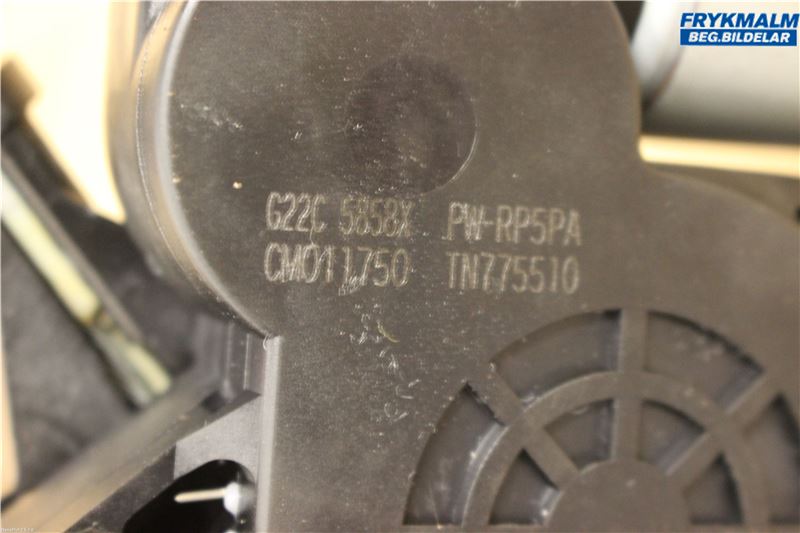 FRYKMALM
BEG.BILDELAR
G22C 5858X PW-RP5PA
CM011750 TN775510